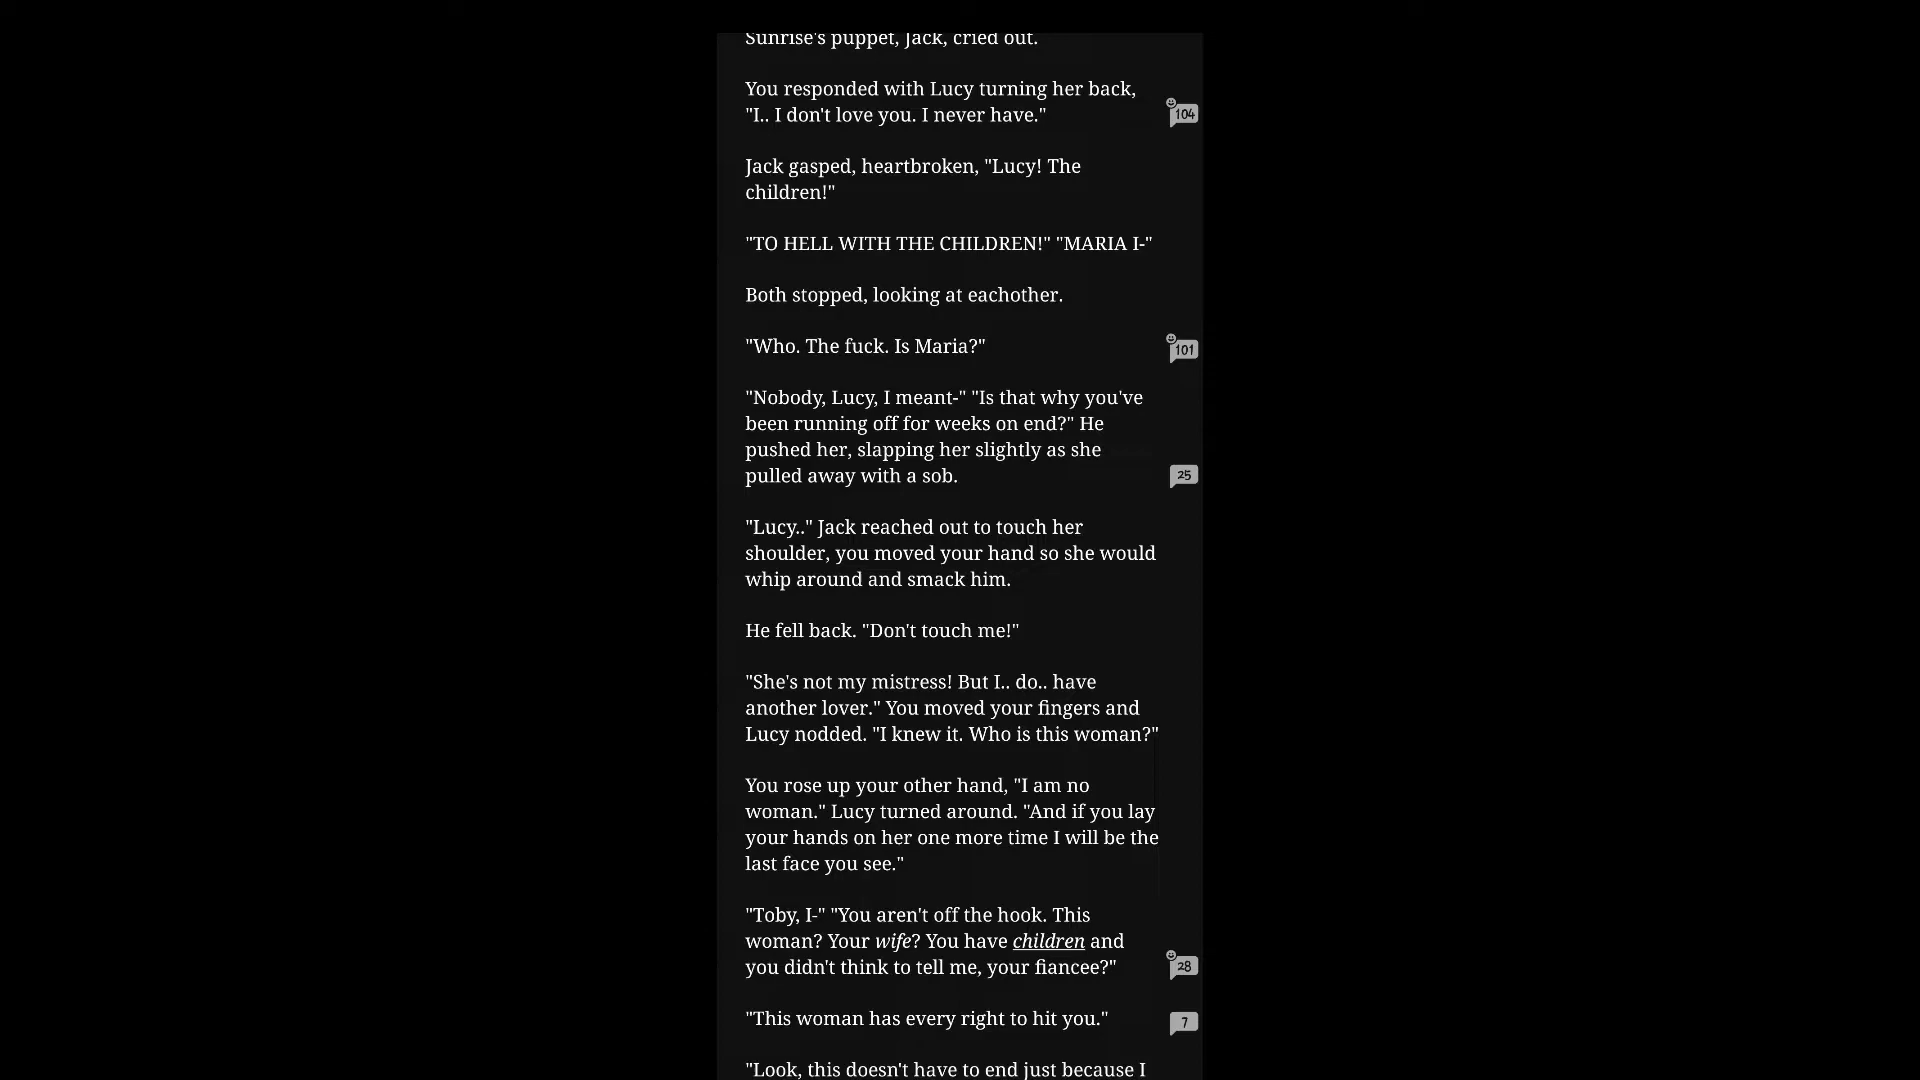 Sunrise's puppet, Jack, cried out.
You responded with Lucy turning her back,
"I.. I don't love you. I never have."
104
Jack gasped, heartbroken, "Lucy! The
children!"
"TO HELL WITH THE CHILDREN!" "MARIA I-"
Both stopped, looking at eachother.
"Who. The fuck. Is Maria?"
101
"Nobody, Lucy, I meant-" "Is that why you've
been running off for weeks on end?" He
pushed her, slapping her slightly as she
pulled away with a sob.
25
"Lucy.." Jack reached out to touch her
shoulder, you moved your hand so she would
whip around and smack him.
He fell back. "Don't touch me!"
"She's not my mistress! But I.. do.. have
another lover." You moved your fingers and
Lucy nodded. "I knew it. Who is this woman?"
You rose up your other hand, "I am no
woman." Lucy turned around. "And if you lay
your hands on her one more time I will be the
last face you see."
"Toby, I-" "You aren't off the hook. This
woman? Your wife? You have children and
you didn't think to tell me, your fiancee?"
28
"This woman has every right to hit you."
7
"Look, this doesn't have to end just because I